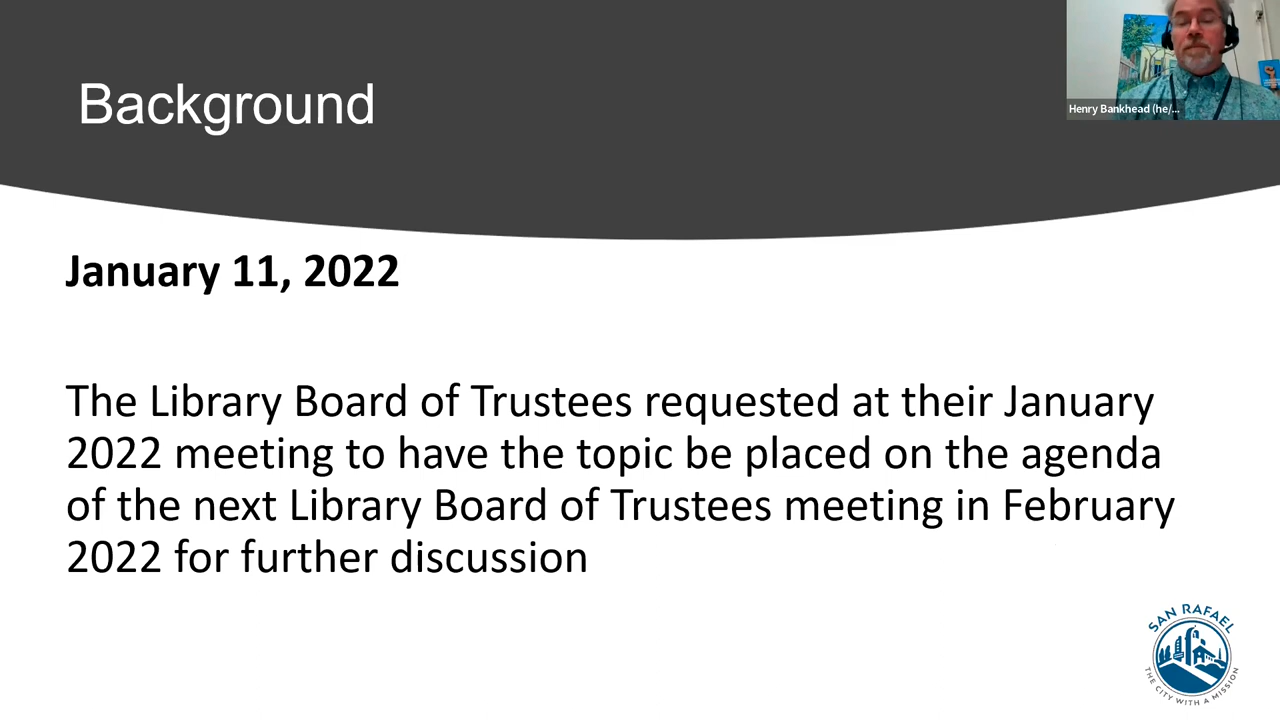 Background
Henry Bankhead (he/...
January 11, 2022
The Library Board of Trustees requested at their January
2022 meeting to have the topic be placed on the agenda
of the next Library Board of Trustees meeting in February
2022 for further discussion
SAN RAFAEL
THE CITY WITH A MISSION